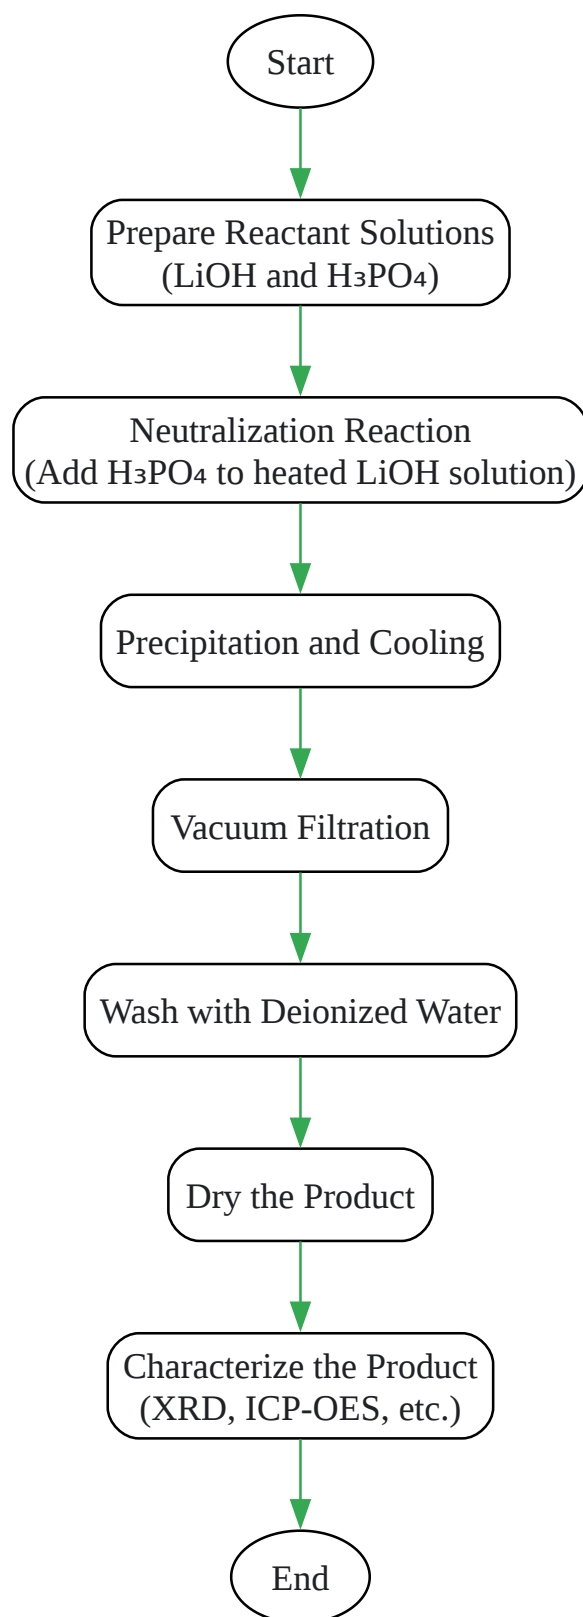 Start
Prepare Reactant Solutions
(LiOH and H₃PO₄)
Neutralization Reaction
(Add H₃PO₄ to heated LiOH solution)
Precipitation and Cooling
Vacuum Filtration
Wash with Deionized Water
Dry the Product
Characterize the Product
(XRD, ICP-OES, etc.)
End